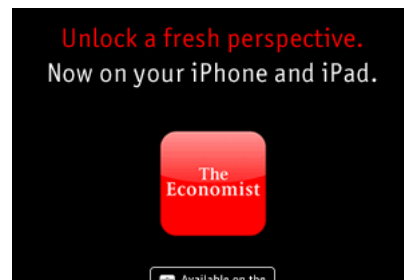 Unlock a fresh perspective.
Now on your iPhone and iPad.
The
Economist
Available on the